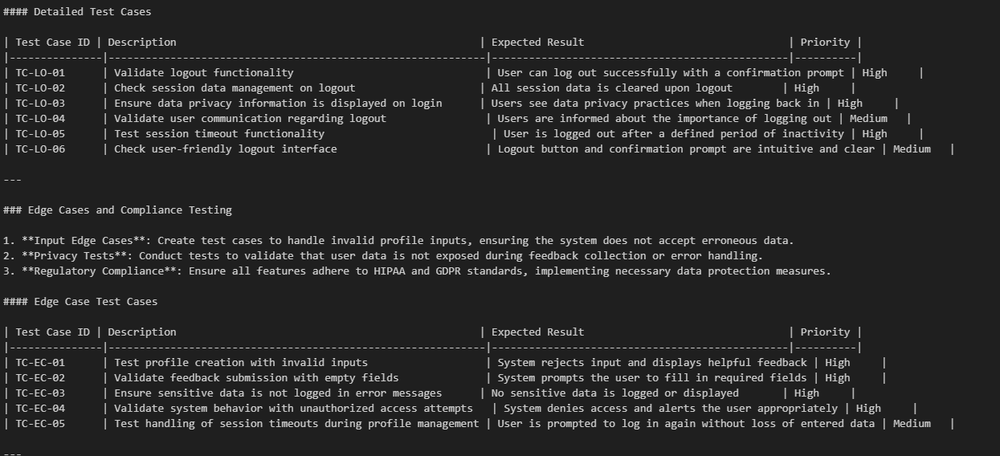 #### Detailed Test Cases
| Test Case ID | Description | Expected Result | Priority |
|---------------|-------------------------------------------------------------|------------------------------------------------|----------|
| TC-LO-01 | Validate logout functionality | User can log out successfully with a confirmation prompt | High |
| TC-LO-02 | Check session data management on logout | All session data is cleared upon logout | High |
| TC-LO-03 | Ensure data privacy information is displayed on login | Users see data privacy practices when logging back in | High |
| TC-LO-04 | Validate user communication regarding logout | Users are informed about the importance of logging out | Medium |
| TC-LO-05 | Test session timeout functionality | User is logged out after a defined period of inactivity | High |
| TC-LO-06 | Check user-friendly logout interface | Logout button and confirmation prompt are intuitive and clear | Medium |
---
### Edge Cases and Compliance Testing
1. **Input Edge Cases**: Create test cases to handle invalid profile inputs, ensuring the system does not accept erroneous data.
2. **Privacy Tests**: Conduct tests to validate that user data is not exposed during feedback collection or error handling.
3. **Regulatory Compliance**: Ensure all features adhere to HIPAA and GDPR standards, implementing necessary data protection measures.
#### Edge Case Test Cases
| Test Case ID | Description | Expected Result | Priority |
|---------------|-------------------------------------------------------------|------------------------------------------------|----------|
| TC-EC-01 | Test profile creation with invalid inputs | System rejects input and displays helpful feedback | High |
| TC-EC-02 | Validate feedback submission with empty fields | System prompts the user to fill in required fields | High |
| TC-EC-03 | Ensure sensitive data is not logged in error messages | No sensitive data is logged or displayed | High |
| TC-EC-04 | Validate system behavior with unauthorized access attempts | System denies access and alerts the user appropriately | High |
| TC-EC-05 | Test handling of session timeouts during profile management | User is prompted to log in again without loss of entered data | Medium |
---